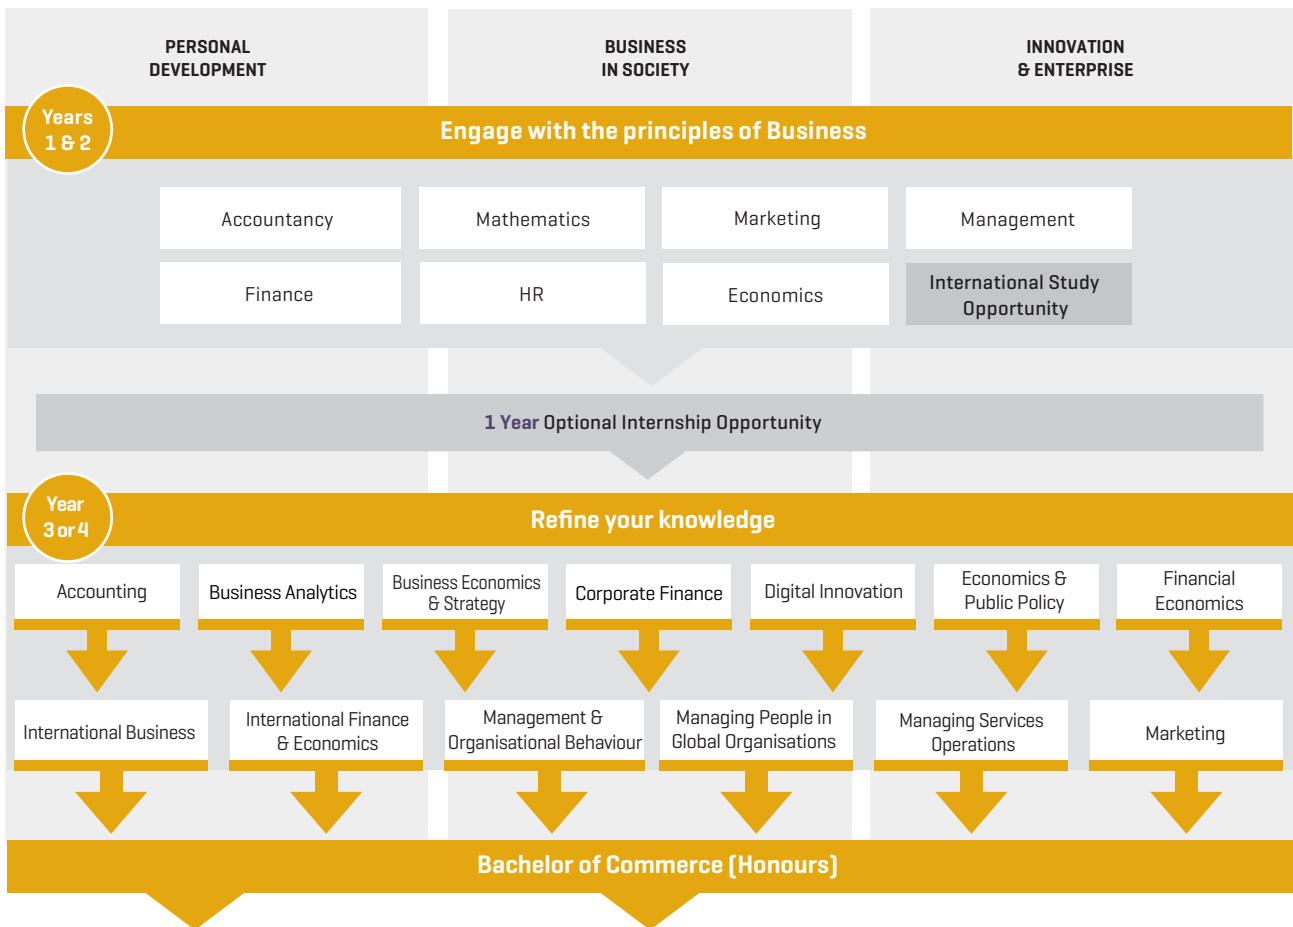 PERSONAL
DEVELOPMENT
BUSINESS
IN SOCIETY
INNOVATION
& ENTERPRISE
Years
1 & 2
Engage with the principles of Business
Accountancy
Mathematics
Marketing
Management
Finance
HR
Economics
International Study
Opportunity
1 Year Optional Internship Opportunity
Year
3 or 4
Refine your knowledge
Accounting
Business Analytics
Business Economics
& Strategy
Corporate Finance
Digital Innovation
Economics &
Public Policy
Financial
Economics
International Business
International Finance
& Economics
Management &
Organisational Behaviour
Managing People in
Global Organisations
Managing Services
Operations
Marketing
Bachelor of Commerce (Honours)